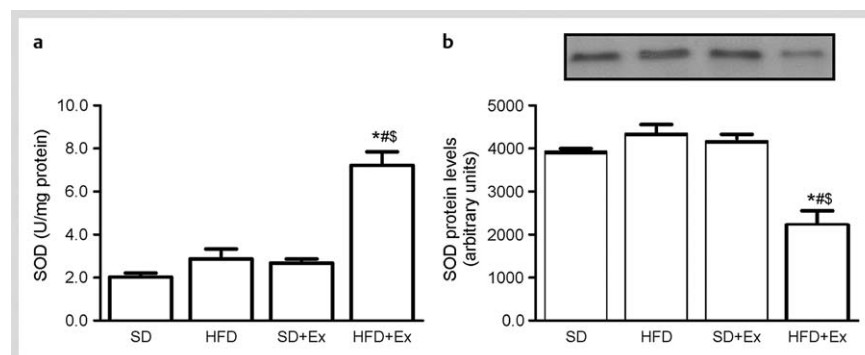 a
SOD (U/mg protein)
10.0
8.0
6.0
4.0
2.0
0.0
*#$
SD HFD SD+Ex HFD+Ex
b
SOD protein levels
(arbitrary units)
5000
4000
3000
2000
1000
0.0
*#$
SD HFD SD+Ex HFD+Ex